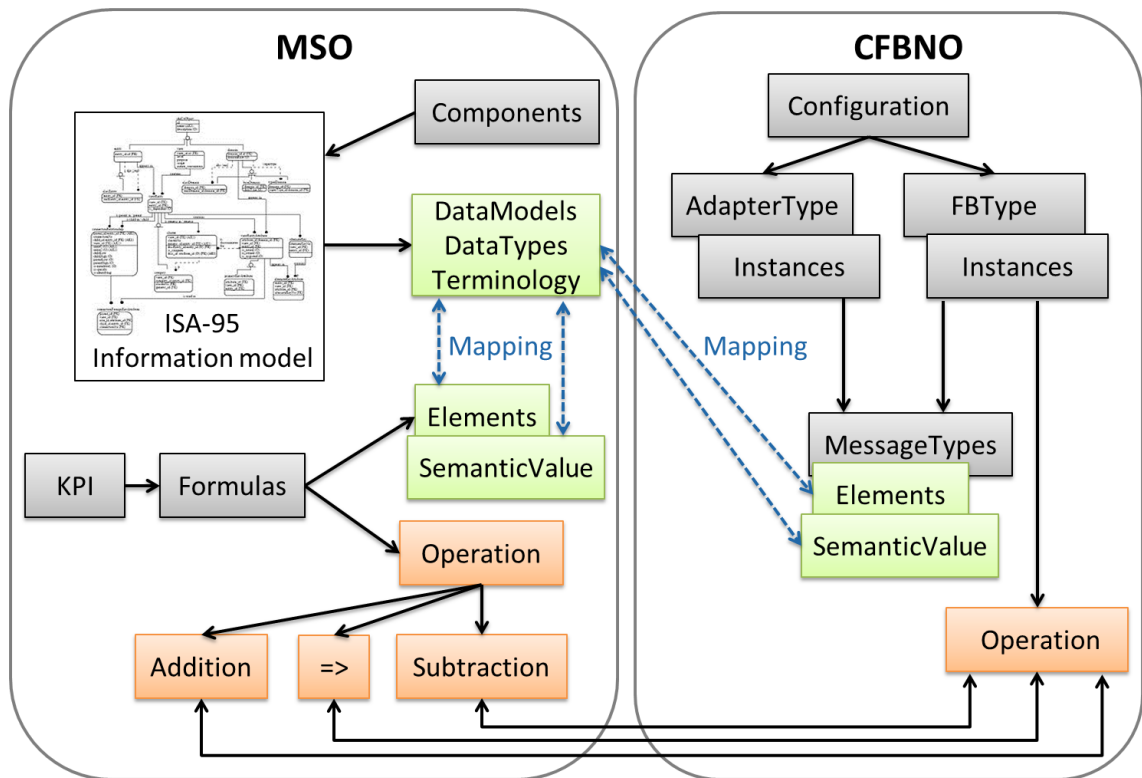 MSO
Components
ISA-95
Information model
DataModels
DataTypes
Terminology
Mapping
Elements
SemanticValue
KPI
Formulas
Operation
Addition
=>
Subtraction
CFBNO
Configuration
AdapterType
Instances
FBType
Instances
Mapping
MessageTypes
Elements
SemanticValue
Operation